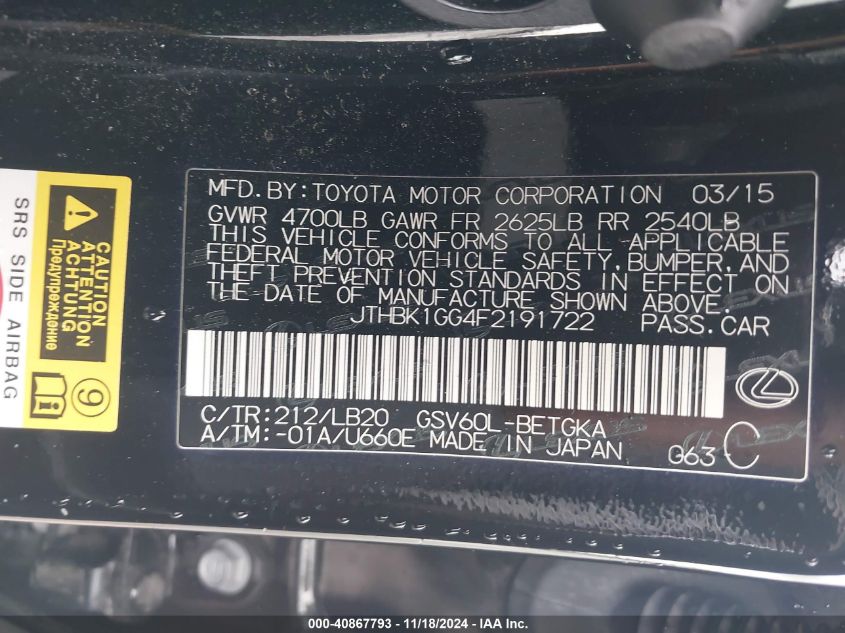 MFD.BY:TOYOTA MOTOR CORPORATION 03/15
GVWR 4700LB GAWR FR 2625LB RR 2540LB
THIS VEHICLE CONFORMS TO ALL APPLICABLE
FEDERAL MOTOR VEHICLE SAFETY,BUMPER,AND
THEFT PREVENTION STANDARDS IN EFFECT ON
THE DATE OF MANUFACTURE SHOWN ABOVE.
JTHBK1GG4F2191722 PASS.CAR
C/TR:212/LB20 GSV60L-BETGKA
A/TM:-01A/U660E MADE IN JAPAN G63-C
SRS SIDE AIRBAG
CAUTION
ATTENTION
ACHTUNG
Предупреждение
9
000-40867793 - 11/18/2024 - IAA Inc.